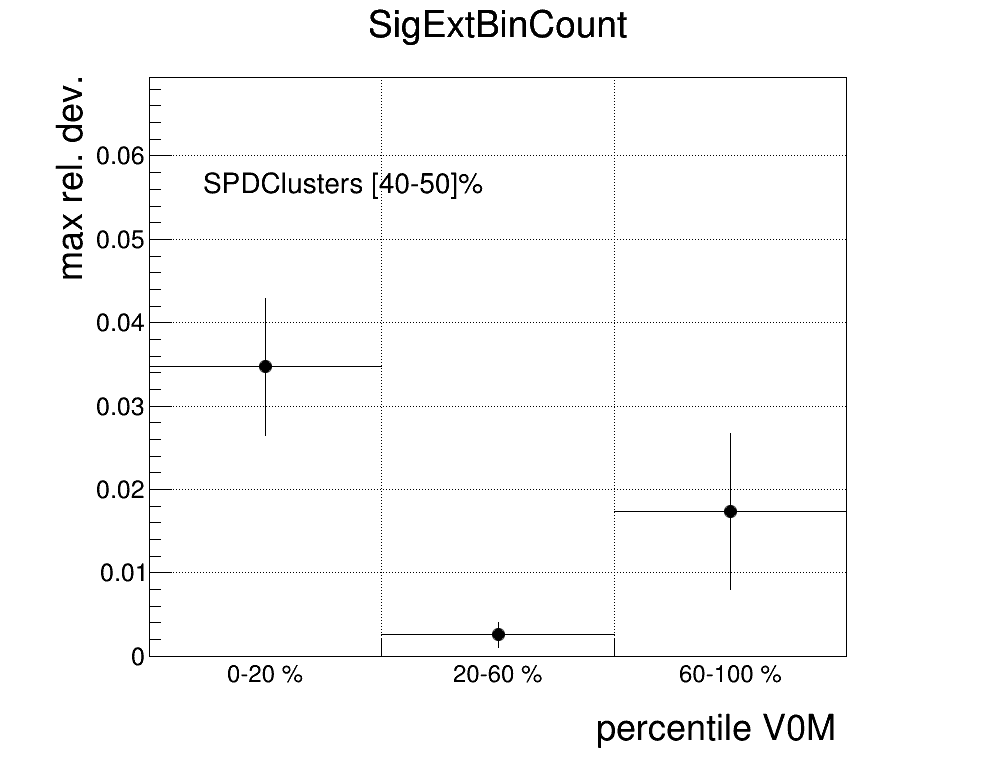 SigExtBinCount
max rel. dev.
0.06
SPDClusters [40-50]%
0.05
0.04
0.03
0.02
0.01
0
0-20 %
20-60 %
60-100 %
percentile V0M